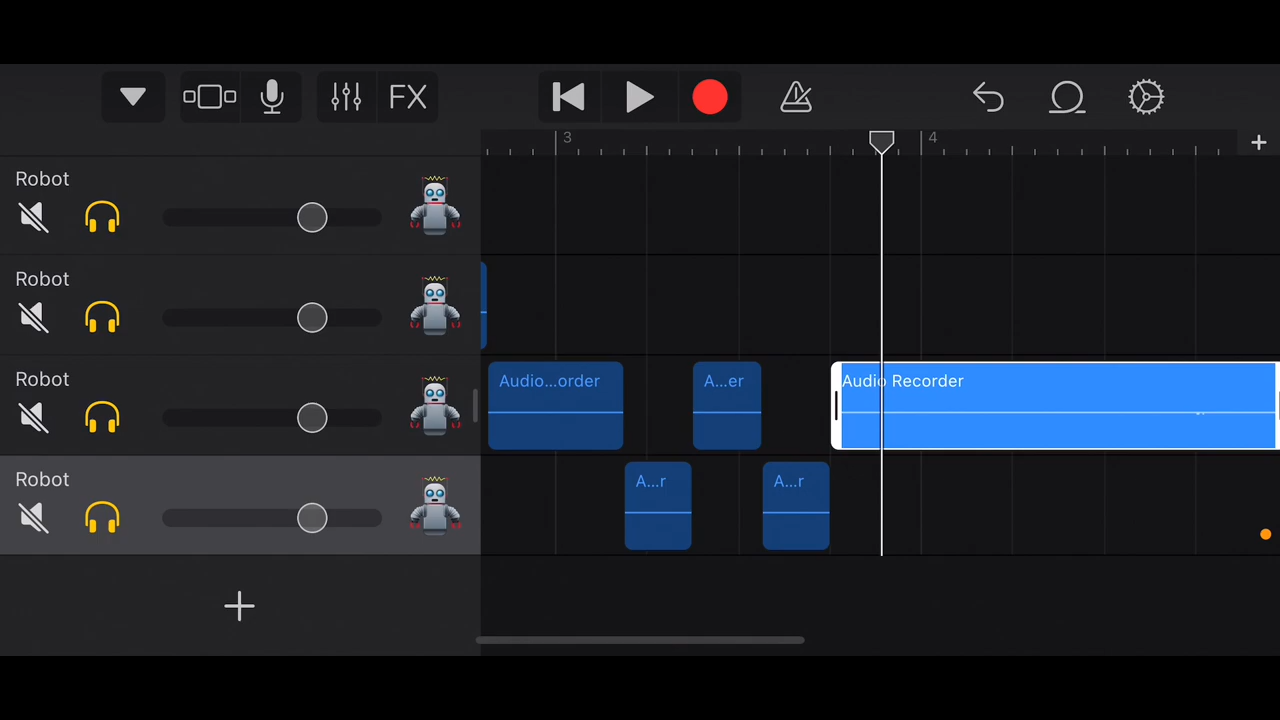 FX
3
4
Robot
Robot
Robot
Audio...order
A...er
Audio Recorder
Robot
A...r
A...r